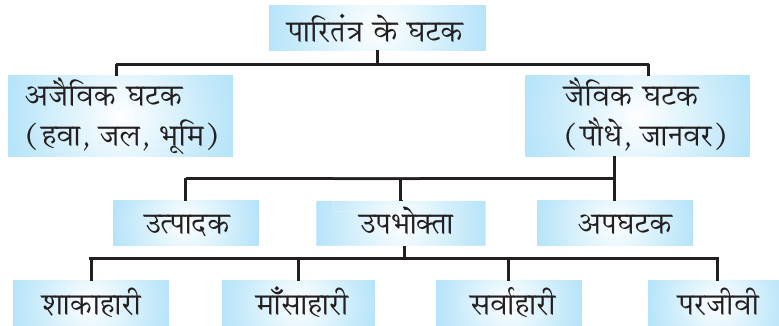 पारितंत्र के घटक
अजैविक घटक
(हवा, जल, भूमि)
जैविक घटक
(पौधे, जानवर)
उत्पादक
उपभोक्ता
अपघटक
शाकाहारी
माँसाहारी
सर्वाहारी
परजीवी